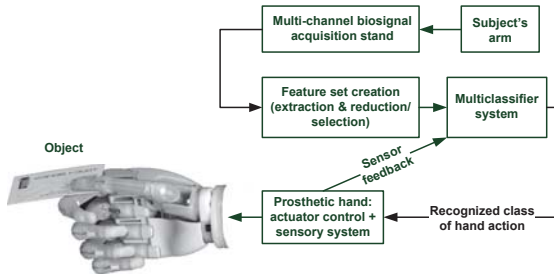 Multi-channel biosignal
acquisition stand
Subject's
arm
Feature set creation
(extraction & reduction/
selection)
Multiclassifier
system
Object
Sensor
feedback
Prosthetic hand:
actuator control +
sensory system
Recognized class
of hand action